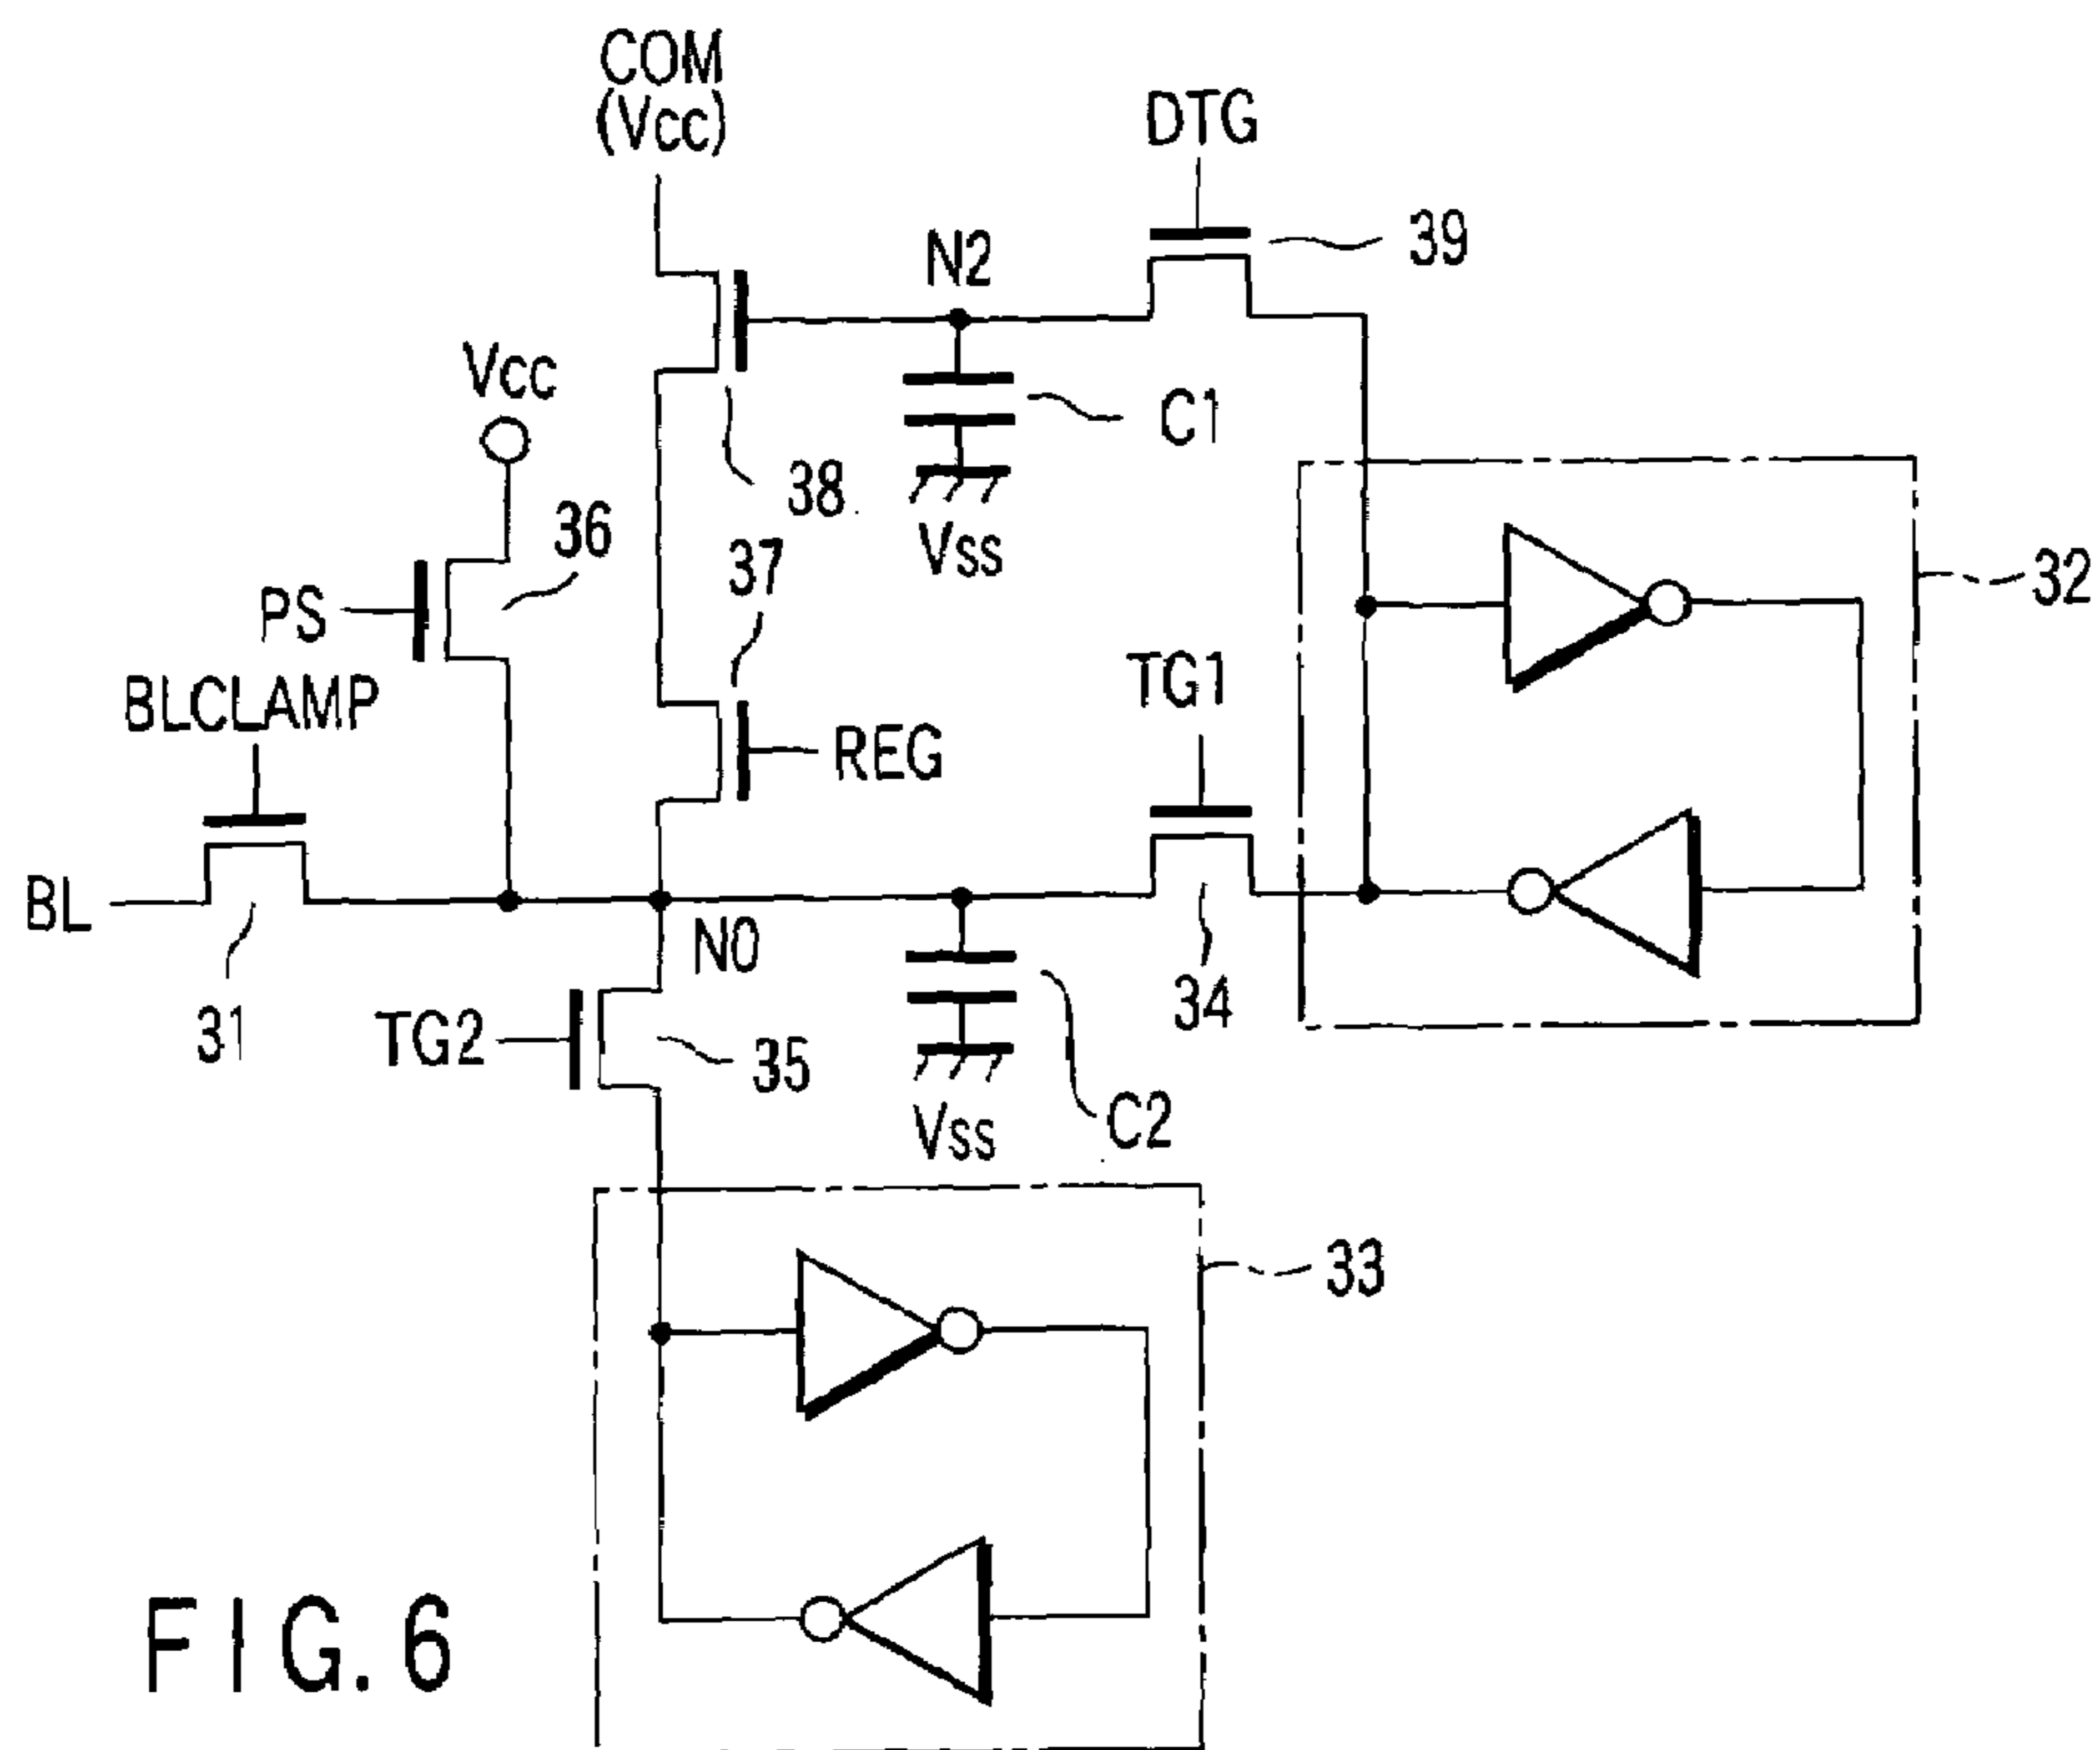 COM
(Vcc)
DTG
39
N2
Vcc
C1
38
36
Vss
37
32
PS
TG1
BLCLAMP
REG
BL
N0
34
31
TG2
35
Vss
C2
33
FIG. 6